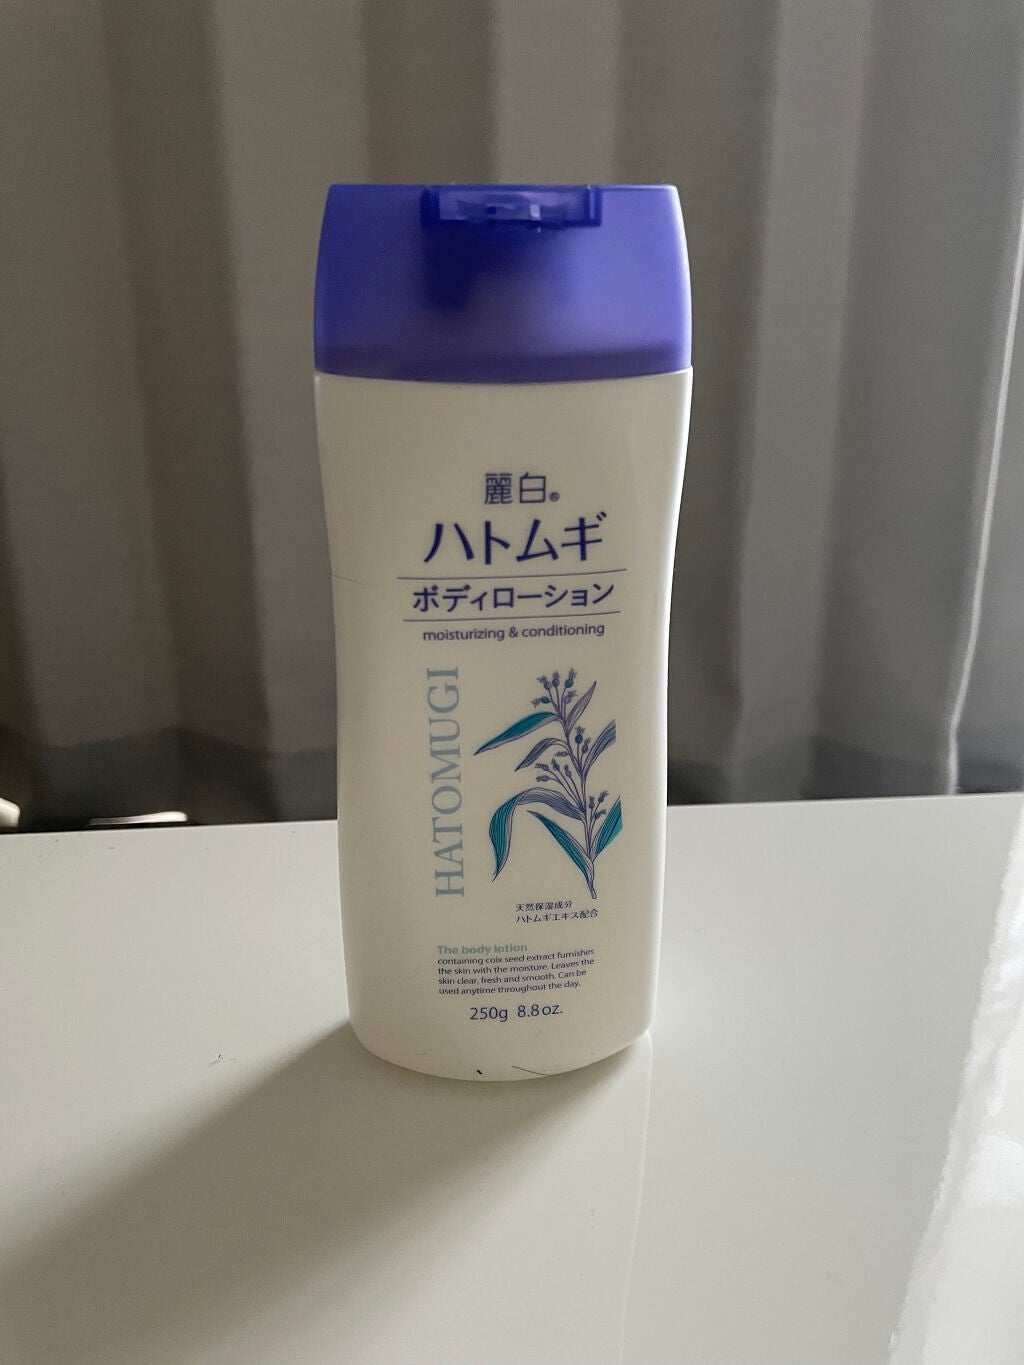 麗白®
ハトムギ
ボディローション
moisturizing & conditioning
HATOMUGI
天然保湿成分
ハトムギエキス配合
The body lotion
containing coix seed extract furnishes
the skin with the moisture. Leaves the
skin clear, fresh and smooth. Can be
used anytime throughout the day.
250g 8.8oz.